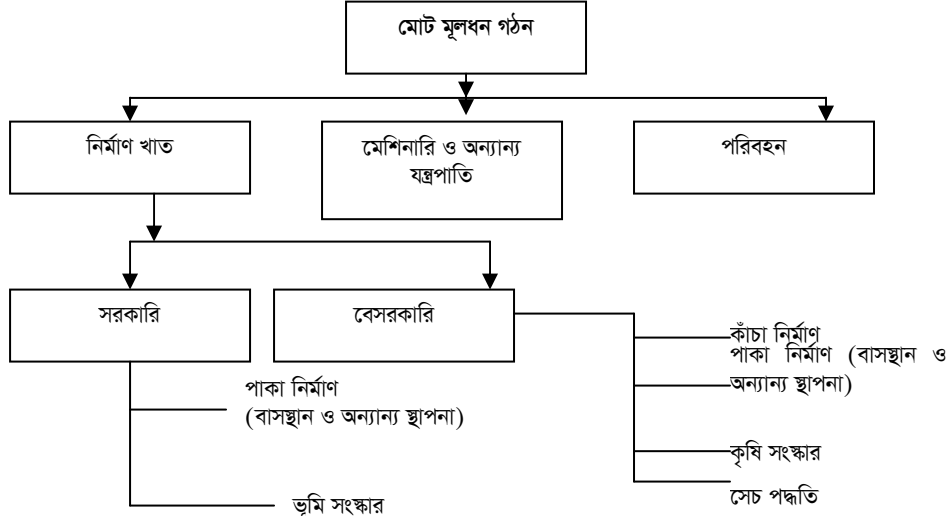 মোট মূলধন গঠন
নির্মাণ খাত
মেশিনারি ও অন্যান্য
যন্ত্রপাতি
পরিবহন
সরকারি
বেসরকারি
পাকা নির্মাণ
(বাসস্থান ও অন্যান্য স্থাপনা)
ভূমি সংস্কার
কাঁচা নির্মাণ
পাকা নির্মাণ (বাসস্থান ও
অন্যান্য স্থাপনা)
কৃষি সংস্কার
সেচ পদ্ধতি